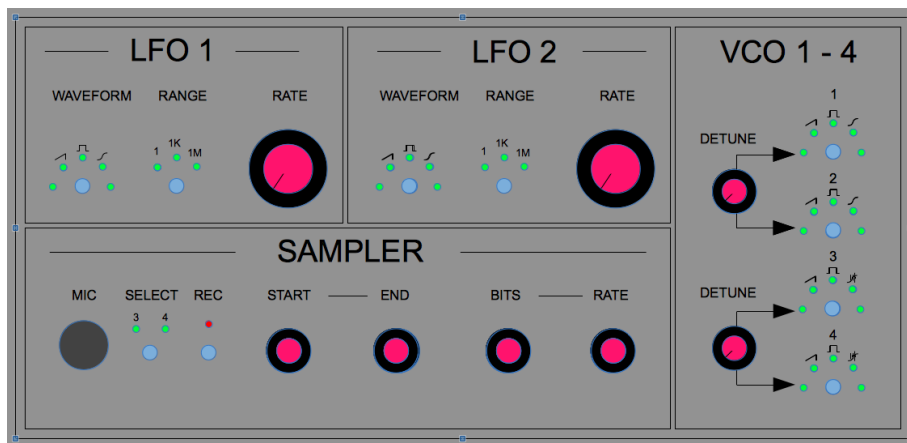 LFO 1
WAVEFORM RANGE RATE
1 1K 1M
LFO 2
WAVEFORM RANGE RATE
1 1K 1M
SAMPLER
MIC SELECT REC START END BITS RATE
3 4
VCO 1 - 4
1
DETUNE
2
3
DETUNE
4